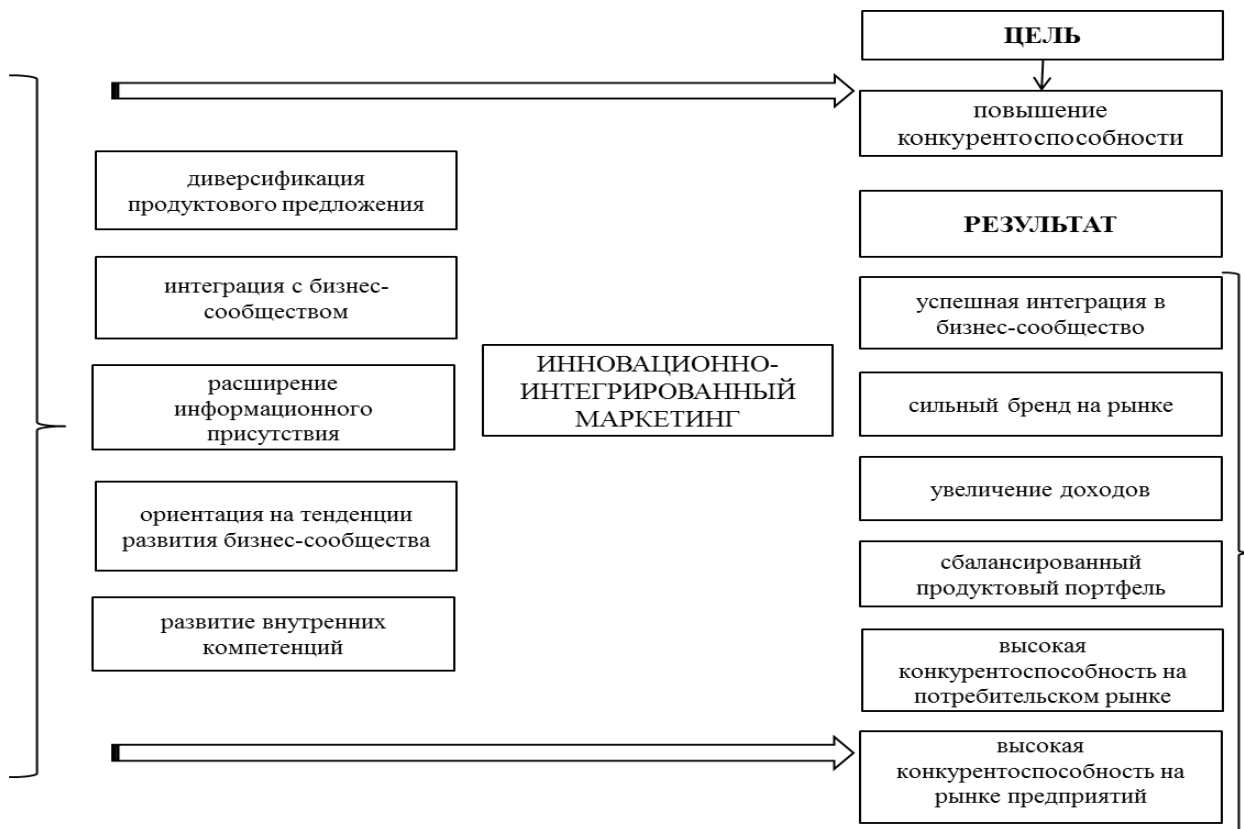 ЦЕЛЬ
повышение
конкурентоспособности
диверсификация
продуктового предложения
интеграция с бизнес-
сообществом
расширение
информационного
присутствия
ориентация на тенденции
развития бизнес-сообщества
развитие внутренних
компетенций
ИННОВАЦИОННО-
ИНТЕГРИРОВАННЫЙ
МАРКЕТИНГ
РЕЗУЛЬТАТ
успешная интеграция в
бизнес-сообщество
сильный бренд на рынке
увеличение доходов
сбалансированный
продуктовый портфель
высокая
конкурентоспособность на
потребительском рынке
высокая
конкурентоспособность на
рынке предприятий